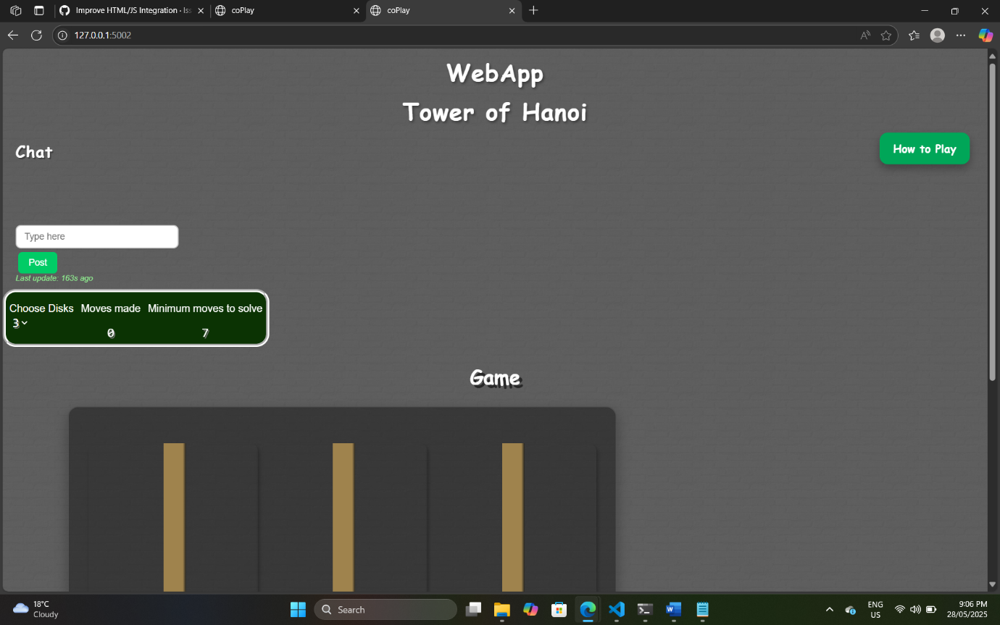 Improve HTML/JS Integration · Iss
coPlay
coPlay
127.0.0.1:5002
WebApp
Tower of Hanoi
Chat
How to Play
Type here
Post
Last update: 163s ago
Choose Disks Moves made Minimum moves to solve
3
0 7
Game
18°C
Cloudy
Search
ENG
US
9:06 PM
28/05/2025